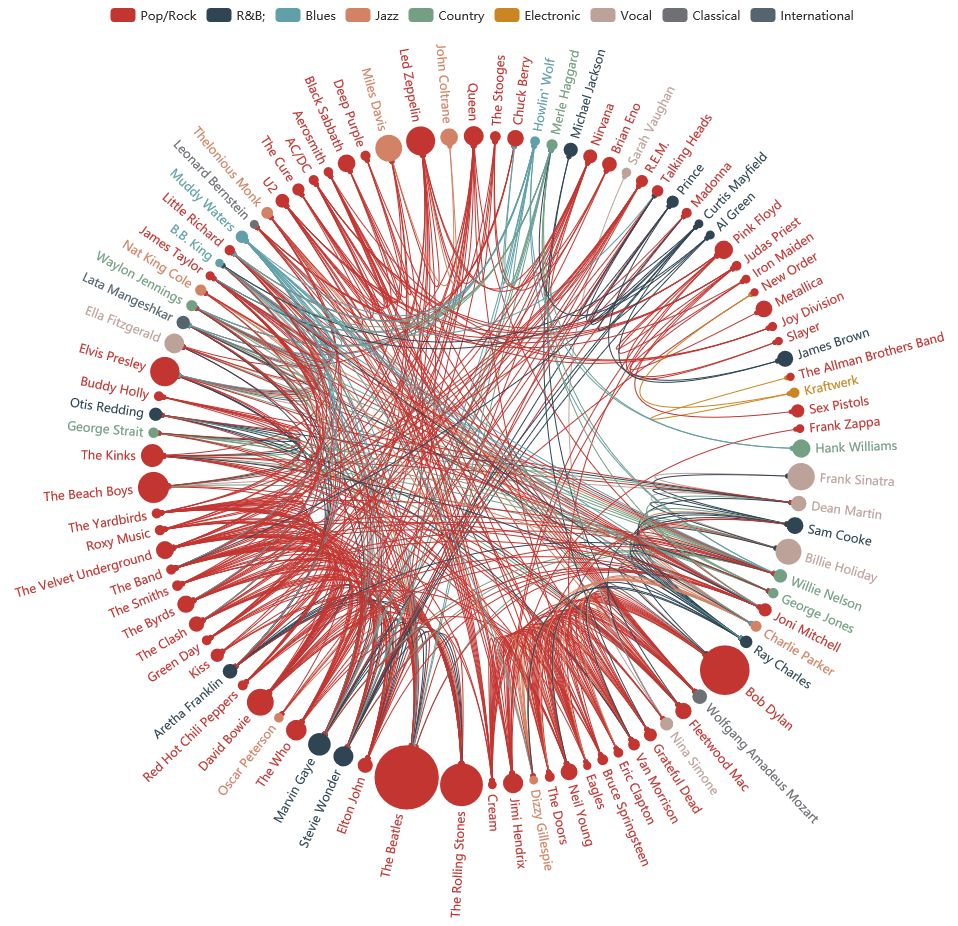 Pop/Rock
R&B;
Blues
Jazz
Country
Electronic
Vocal
Classical
International
Led Zeppelin
John Coltrane
Queen
The Stooges
Chuck Berry
Howlin' Wolf
Merle Haggard
Michael Jackson
Nirvana
Brian Eno
Sarah Vaughan
R.E.M.
Talking Heads
Prince
Madonna
Curtis Mayfield
Al Green
Pink Floyd
Judas Priest
Iron Maiden
New Order
Metallica
Joy Division
Slayer
James Brown
The Allman Brothers Band
Kraftwerk
Sex Pistols
Frank Zappa
Hank Williams
Frank Sinatra
Dean Martin
Sam Cooke
Billie Holiday
Willie Nelson
George Jones
Joni Mitchell
Charlie Parker
Ray Charles
Bob Dylan
Wolfgang Amadeus Mozart
Fleetwood Mac
Nina Simone
Grateful Dead
Van Morrison
Eric Clapton
Bruce Springsteen
Eagles
Neil Young
The Doors
Dizzy Gillespie
Jimi Hendrix
Cream
The Rolling Stones
The Beatles
Elton John
Stevie Wonder
Marvin Gaye
The Who
Oscar Peterson
David Bowie
Red Hot Chili Peppers
Aretha Franklin
Kiss
Green Day
The Clash
The Byrds
The Smiths
The Band
The Velvet Underground
Roxy Music
The Yardbirds
The Beach Boys
The Kinks
George Strait
Otis Redding
Buddy Holly
Elvis Presley
Ella Fitzgerald
Lata Mangeshkar
Waylon Jennings
Nat King Cole
James Taylor
B.B. King
Little Richard
Muddy Waters
Leonard Bernstein
Thelonious Monk
U2
The Cure
AC/DC
Aerosmith
Black Sabbath
Deep Purple
Miles Davis